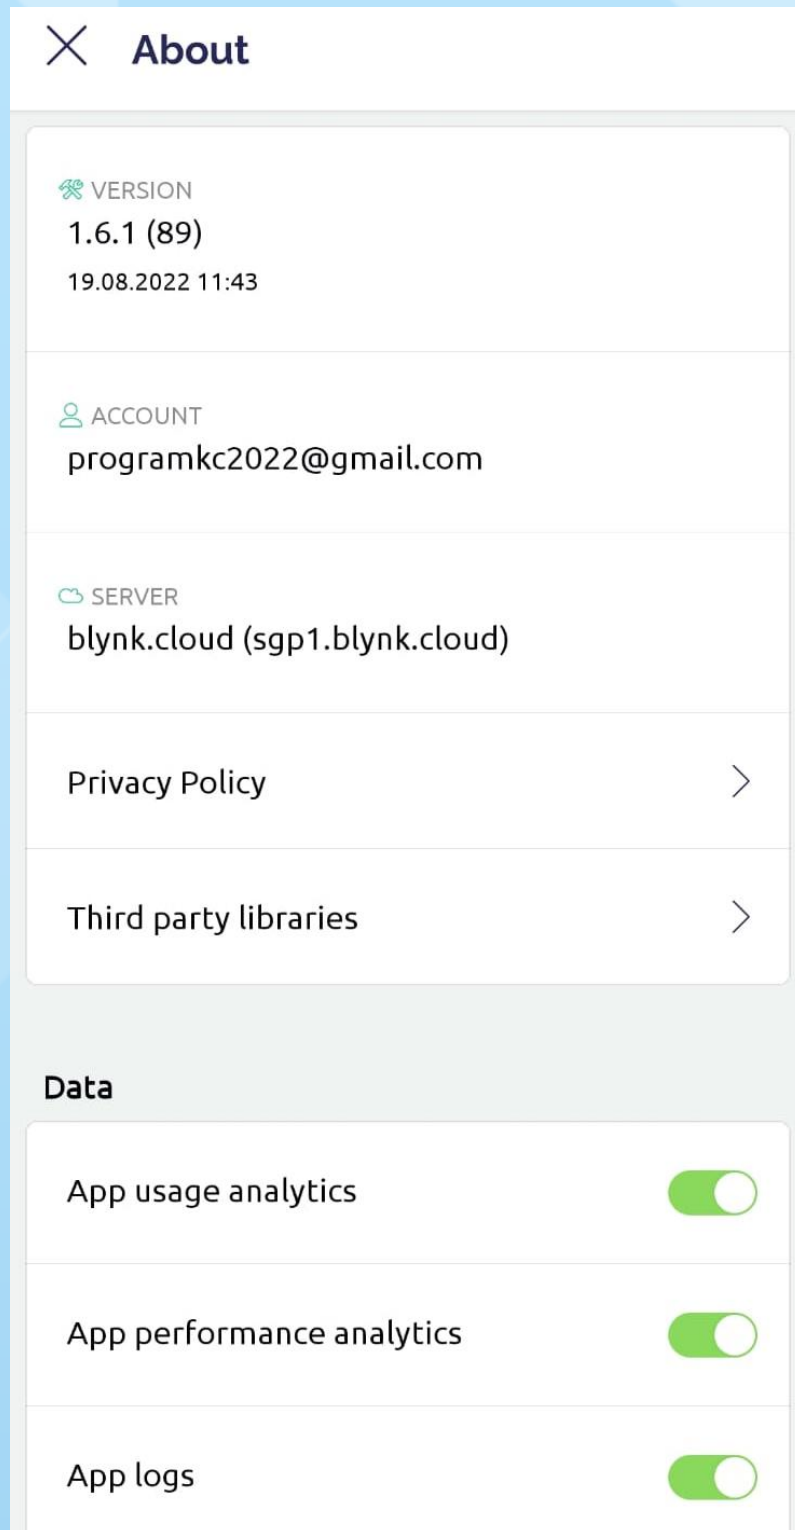 About
VERSION
1.6.1 (89)
19.08.2022 11:43
ACCOUNT
programkc2022@gmail.com
SERVER
blynk.cloud (sgp1.blynk.cloud)
Privacy Policy
Third party libraries
Data
App usage analytics
App performance analytics
App logs